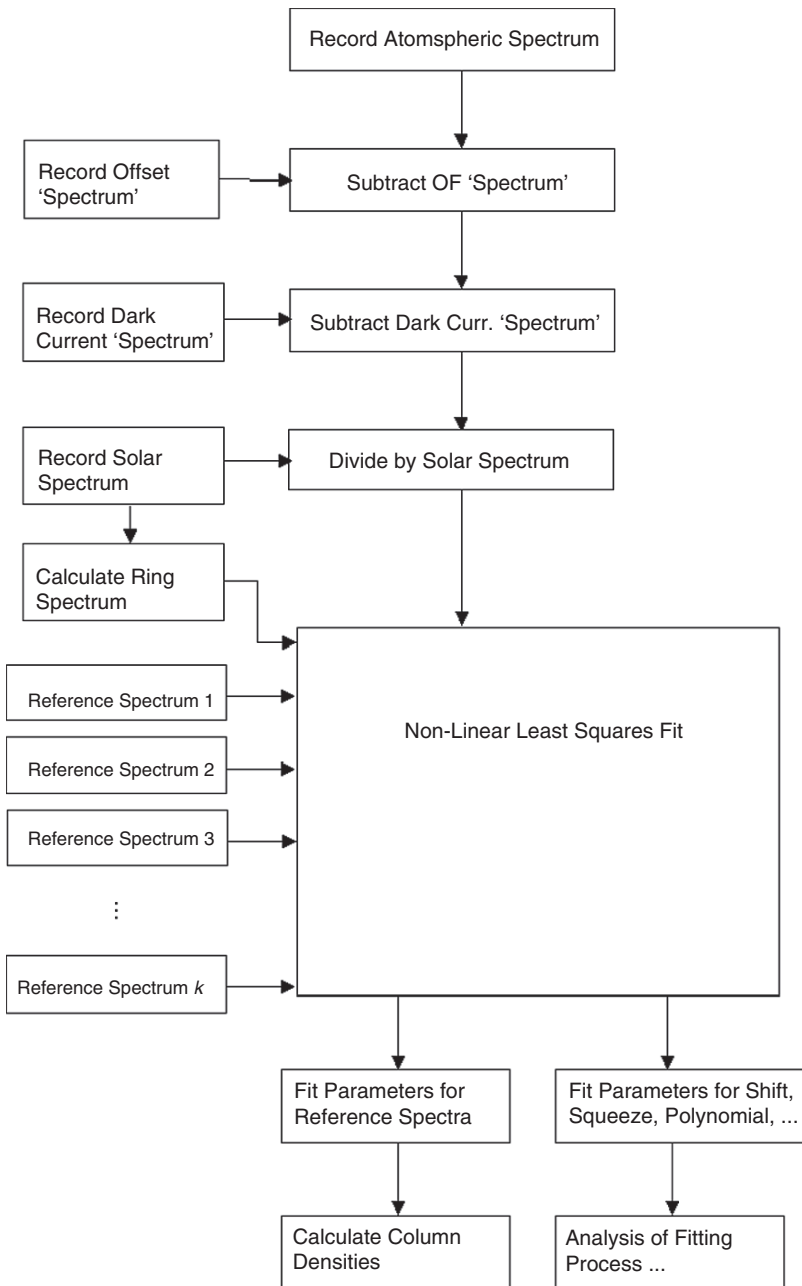 Record Atomspheric Spectrum
Record Offset
‘Spectrum’
Subtract OF ‘Spectrum’
Record Dark
Current ‘Spectrum’
Subtract Dark Curr. ‘Spectrum’
Record Solar
Spectrum
Divide by Solar Spectrum
Calculate Ring
Spectrum
Reference Spectrum 1
Non-Linear Least Squares Fit
Reference Spectrum 2
Reference Spectrum 3
⋮
Reference Spectrum k
Fit Parameters for
Reference Spectra
Fit Parameters for Shift,
Squeeze, Polynomial, ...
Calculate Column
Densities
Analysis of Fitting
Process ...